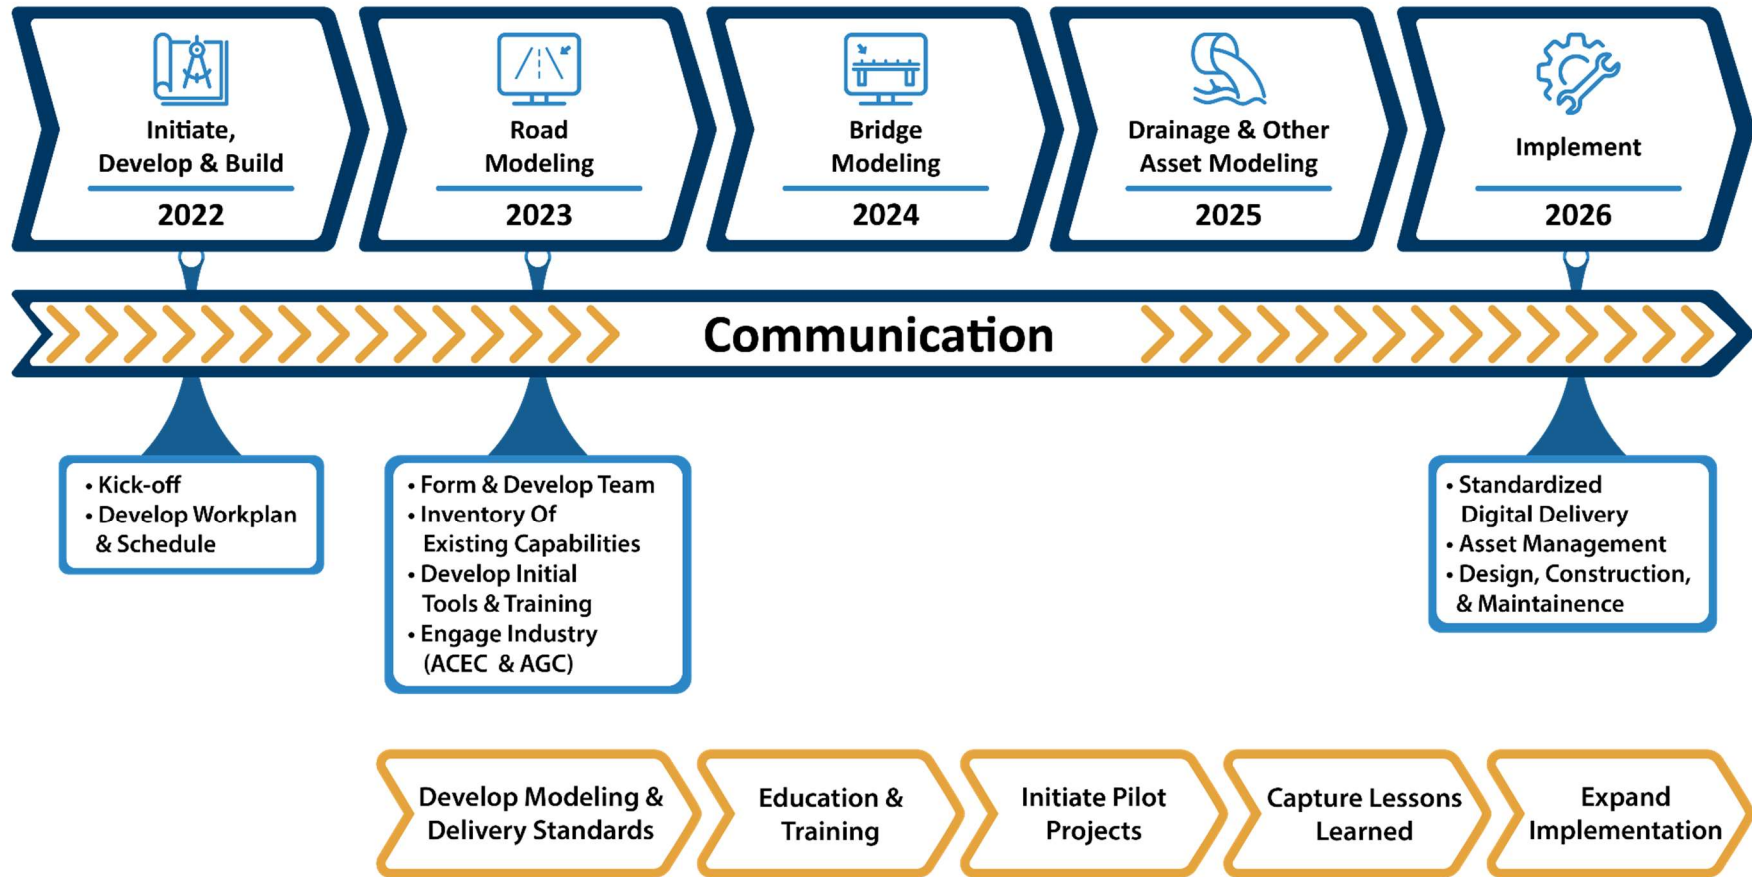 Initiate,
Develop & Build
2022
Road
Modeling
2023
Bridge
Modeling
2024
Drainage & Other
Asset Modeling
2025
Implement
2026
Communication
• Kick-off
• Develop Workplan
& Schedule
• Form & Develop Team
• Inventory Of
Existing Capabilities
• Develop Initial
Tools & Training
• Engage Industry
(ACEC & AGC)
• Standardized
Digital Delivery
• Asset Management
• Design, Construction,
& Maintainence
Develop Modeling &
Delivery Standards
Education &
Training
Initiate Pilot
Projects
Capture Lessons
Learned
Expand
Implementation